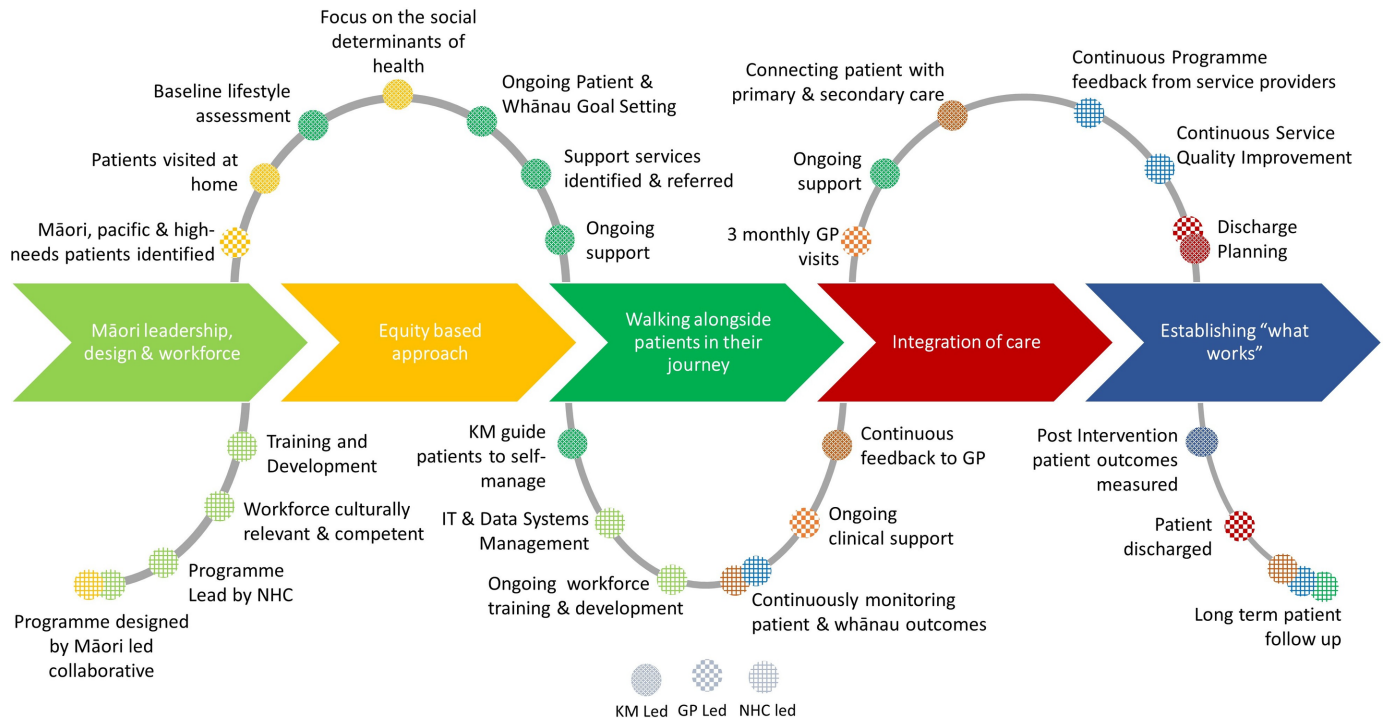 Focus on the social
determinants of
health
Baseline lifestyle
assessment
Ongoing Patient &
Whānau Goal Setting
Patients visited at
home
Support services
identified & referred
Māori, pacific & high-
needs patients identified
Ongoing
support
Connecting patient with
primary & secondary care
Continuous Programme
feedback from service providers
Ongoing
support
Continuous Service
Quality Improvement
3 monthly GP
visits
Discharge
Planning
Māori leadership,
design & workforce
Equity based
approach
Walking alongside
patients in their
journey
Integration of care
Establishing “what
works”
Training and
Development
Workforce culturally
relevant & competent
Programme
Lead by NHC
Programme designed
by Māori led
collaborative
KM guide
patients to self-
manage
IT & Data Systems
Management
Ongoing workforce
training & development
Continuous
feedback to GP
Ongoing
clinical support
Continuously monitoring
patient & whānau outcomes
Post Intervention
patient outcomes
measured
Patient
discharged
Long term patient
follow up
KM Led
GP Led
NHC led